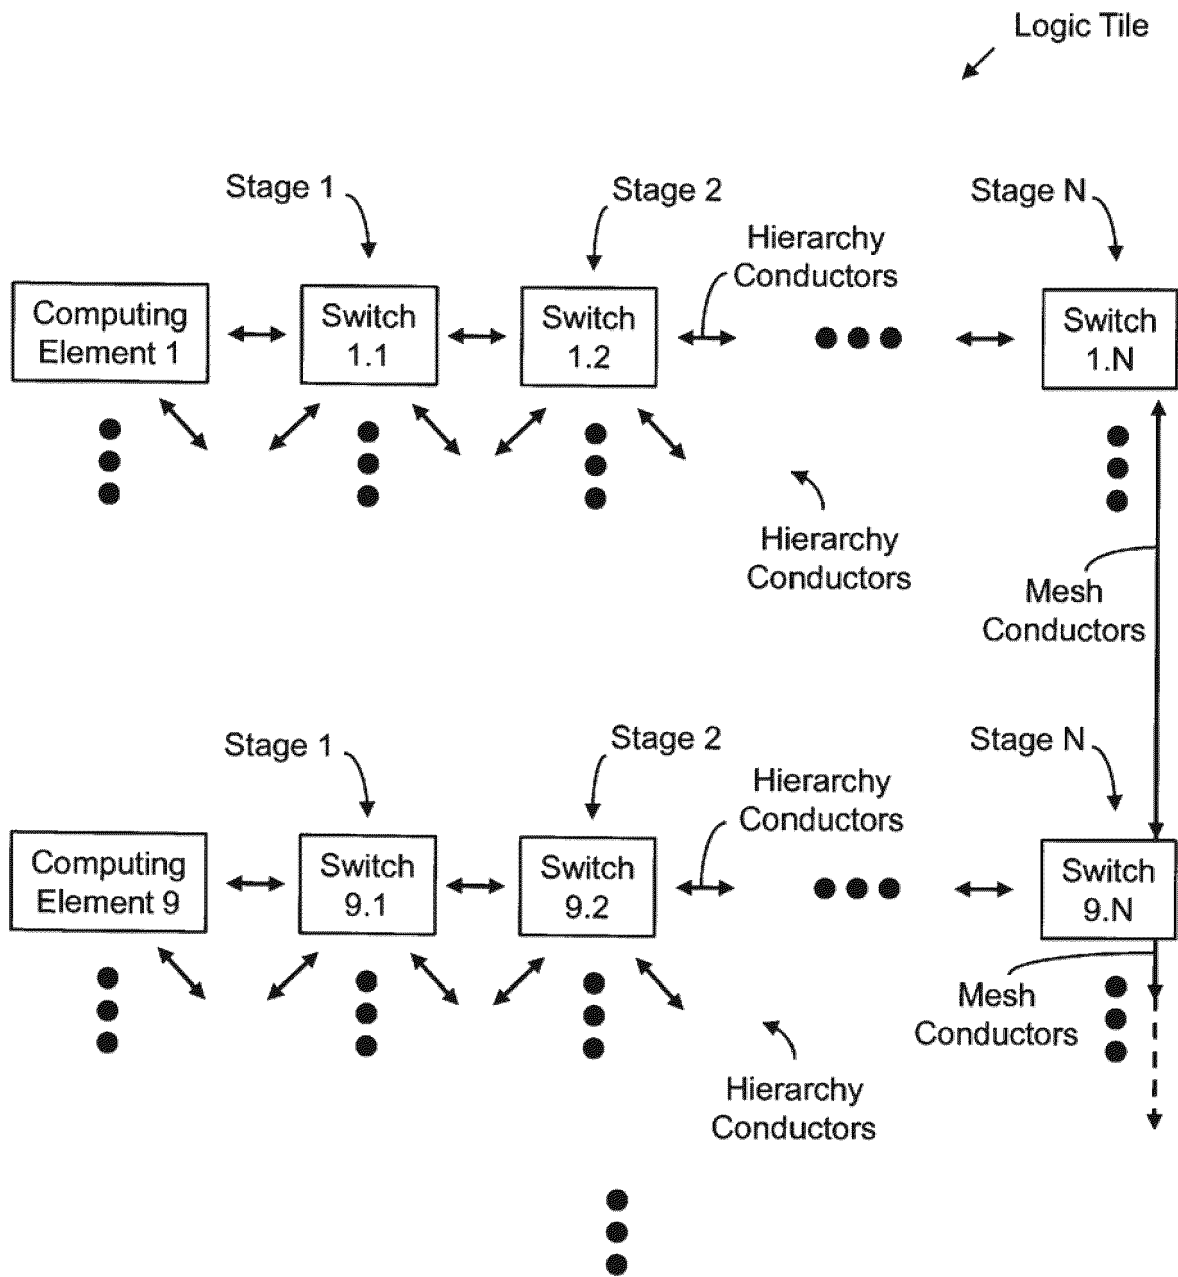 Logic Tile
Stage 1
Stage 2
Stage N
Hierarchy
Conductors
Computing
Element 1
Switch
1.1
Switch
1.2
Switch
1.N
Hierarchy
Conductors
Mesh
Conductors
Stage 1
Stage 2
Stage N
Hierarchy
Conductors
Computing
Element 9
Switch
9.1
Switch
9.2
Switch
9.N
Mesh
Conductors
Hierarchy
Conductors